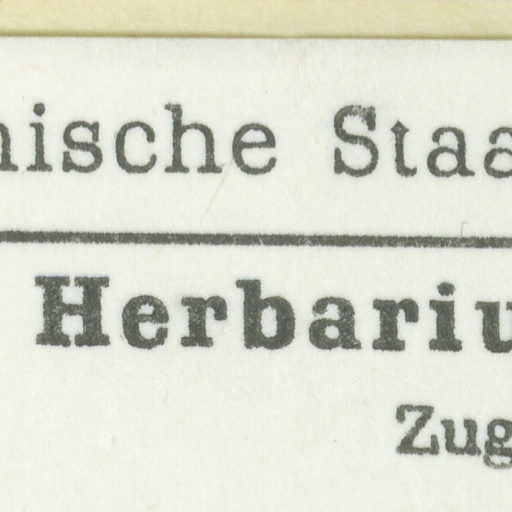 nische Staa
Herbariu
Zug